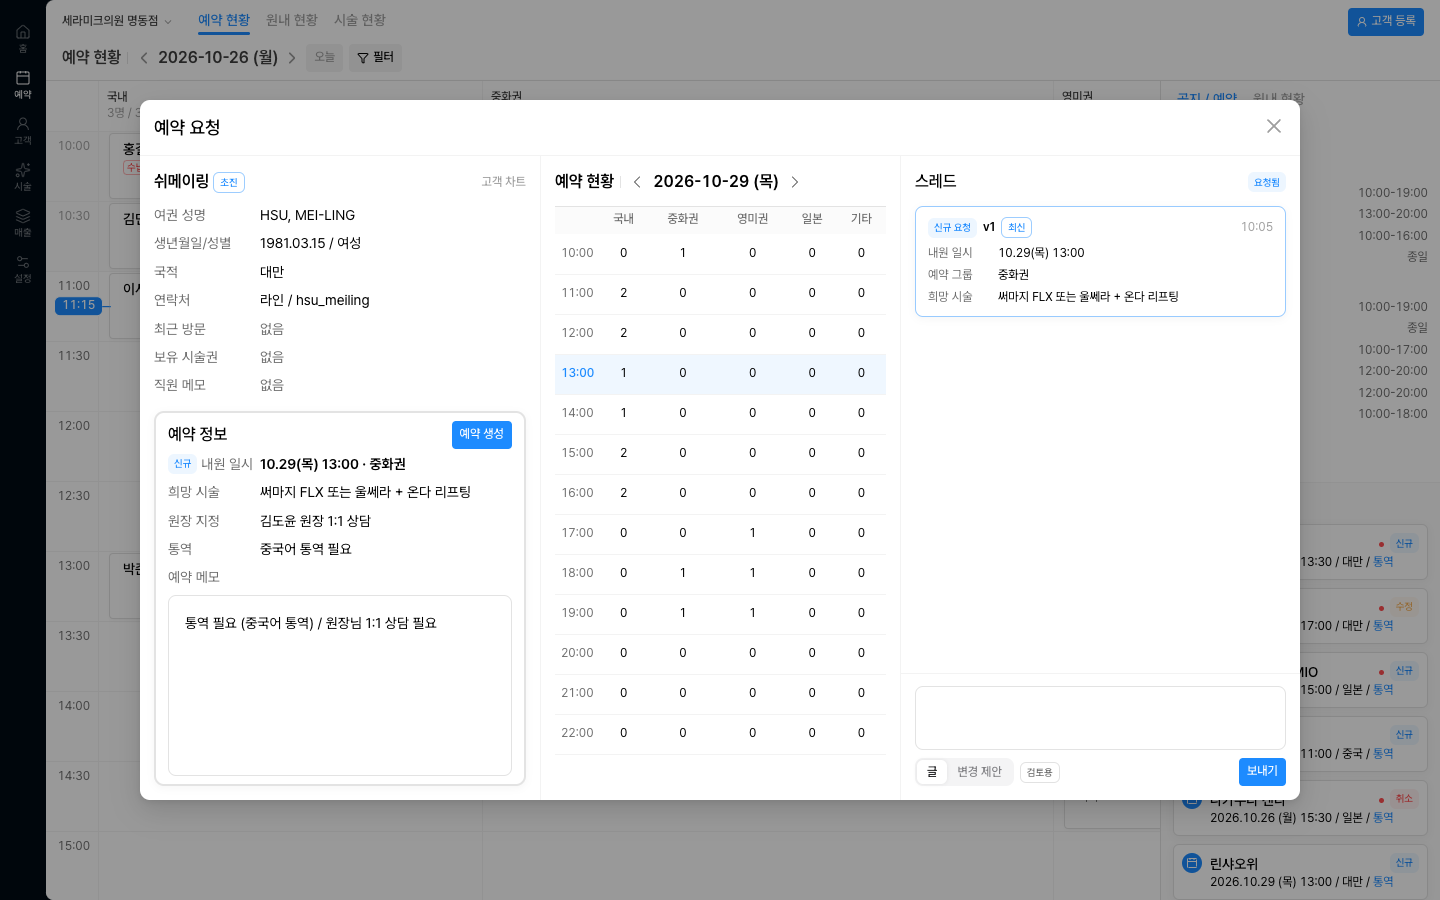 세라미크의원 명동점
예약 현황
원내 현황
시술 현황
고객 등록
홈
예약
고객
시술
매출
설정
예약 현황
2026-10-26 (월)
오늘
필터
국내
중화권
영미권
공지 / 예약
원내 현황
3명 /
10:00
10:30
11:00
11:15
11:30
12:00
12:30
13:00
13:30
14:00
14:30
15:00
예약 요청
쉬메이링
초진
고객 차트
여권 성명
HSU, MEI-LING
생년월일/성별
1981.03.15 / 여성
국적
대만
연락처
라인 / hsu_meiling
최근 방문
없음
보유 시술권
없음
직원 메모
없음
예약 정보
예약 생성
신규 내원 일시
10.29(목) 13:00 · 중화권
희망 시술
써마지 FLX 또는 울쎄라 + 온다 리프팅
원장 지정
김도윤 원장 1:1 상담
통역
중국어 통역 필요
예약 메모
통역 필요 (중국어 통역) / 원장님 1:1 상담 필요
예약 현황
2026-10-29 (목)
국내 중화권 영미권 일본 기타
10:00 0 1 0 0 0
11:00 2 0 0 0 0
12:00 2 0 0 0 0
13:00 1 0 0 0 0
14:00 1 0 0 0 0
15:00 2 0 0 0 0
16:00 2 0 0 0 0
17:00 0 0 1 0 0
18:00 0 1 1 0 0
19:00 0 1 1 0 0
20:00 0 0 0 0 0
21:00 0 0 0 0 0
22:00 0 0 0 0 0
스레드
요청됨
신규 요청 v1 최신
10:05
내원 일시
10.29(목) 13:00
예약 그룹
중화권
희망 시술
써마지 FLX 또는 울쎄라 + 온다 리프팅
글
변경 제안
검토용
보내기
10:00-19:00
13:00-20:00
10:00-16:00
종일
10:00-19:00
종일
10:00-17:00
12:00-20:00
12:00-20:00
10:00-18:00
신규
13:30 / 대만 / 통역
수정
17:00 / 대만 / 통역
MIO
신규
15:00 / 일본 / 통역
신규
11:00 / 중국 / 통역
취소
2026.10.26 (월) 15:30 / 일본 / 통역
린샤오위
신규
2026.10.29 (목) 13:00 / 대만 / 통역